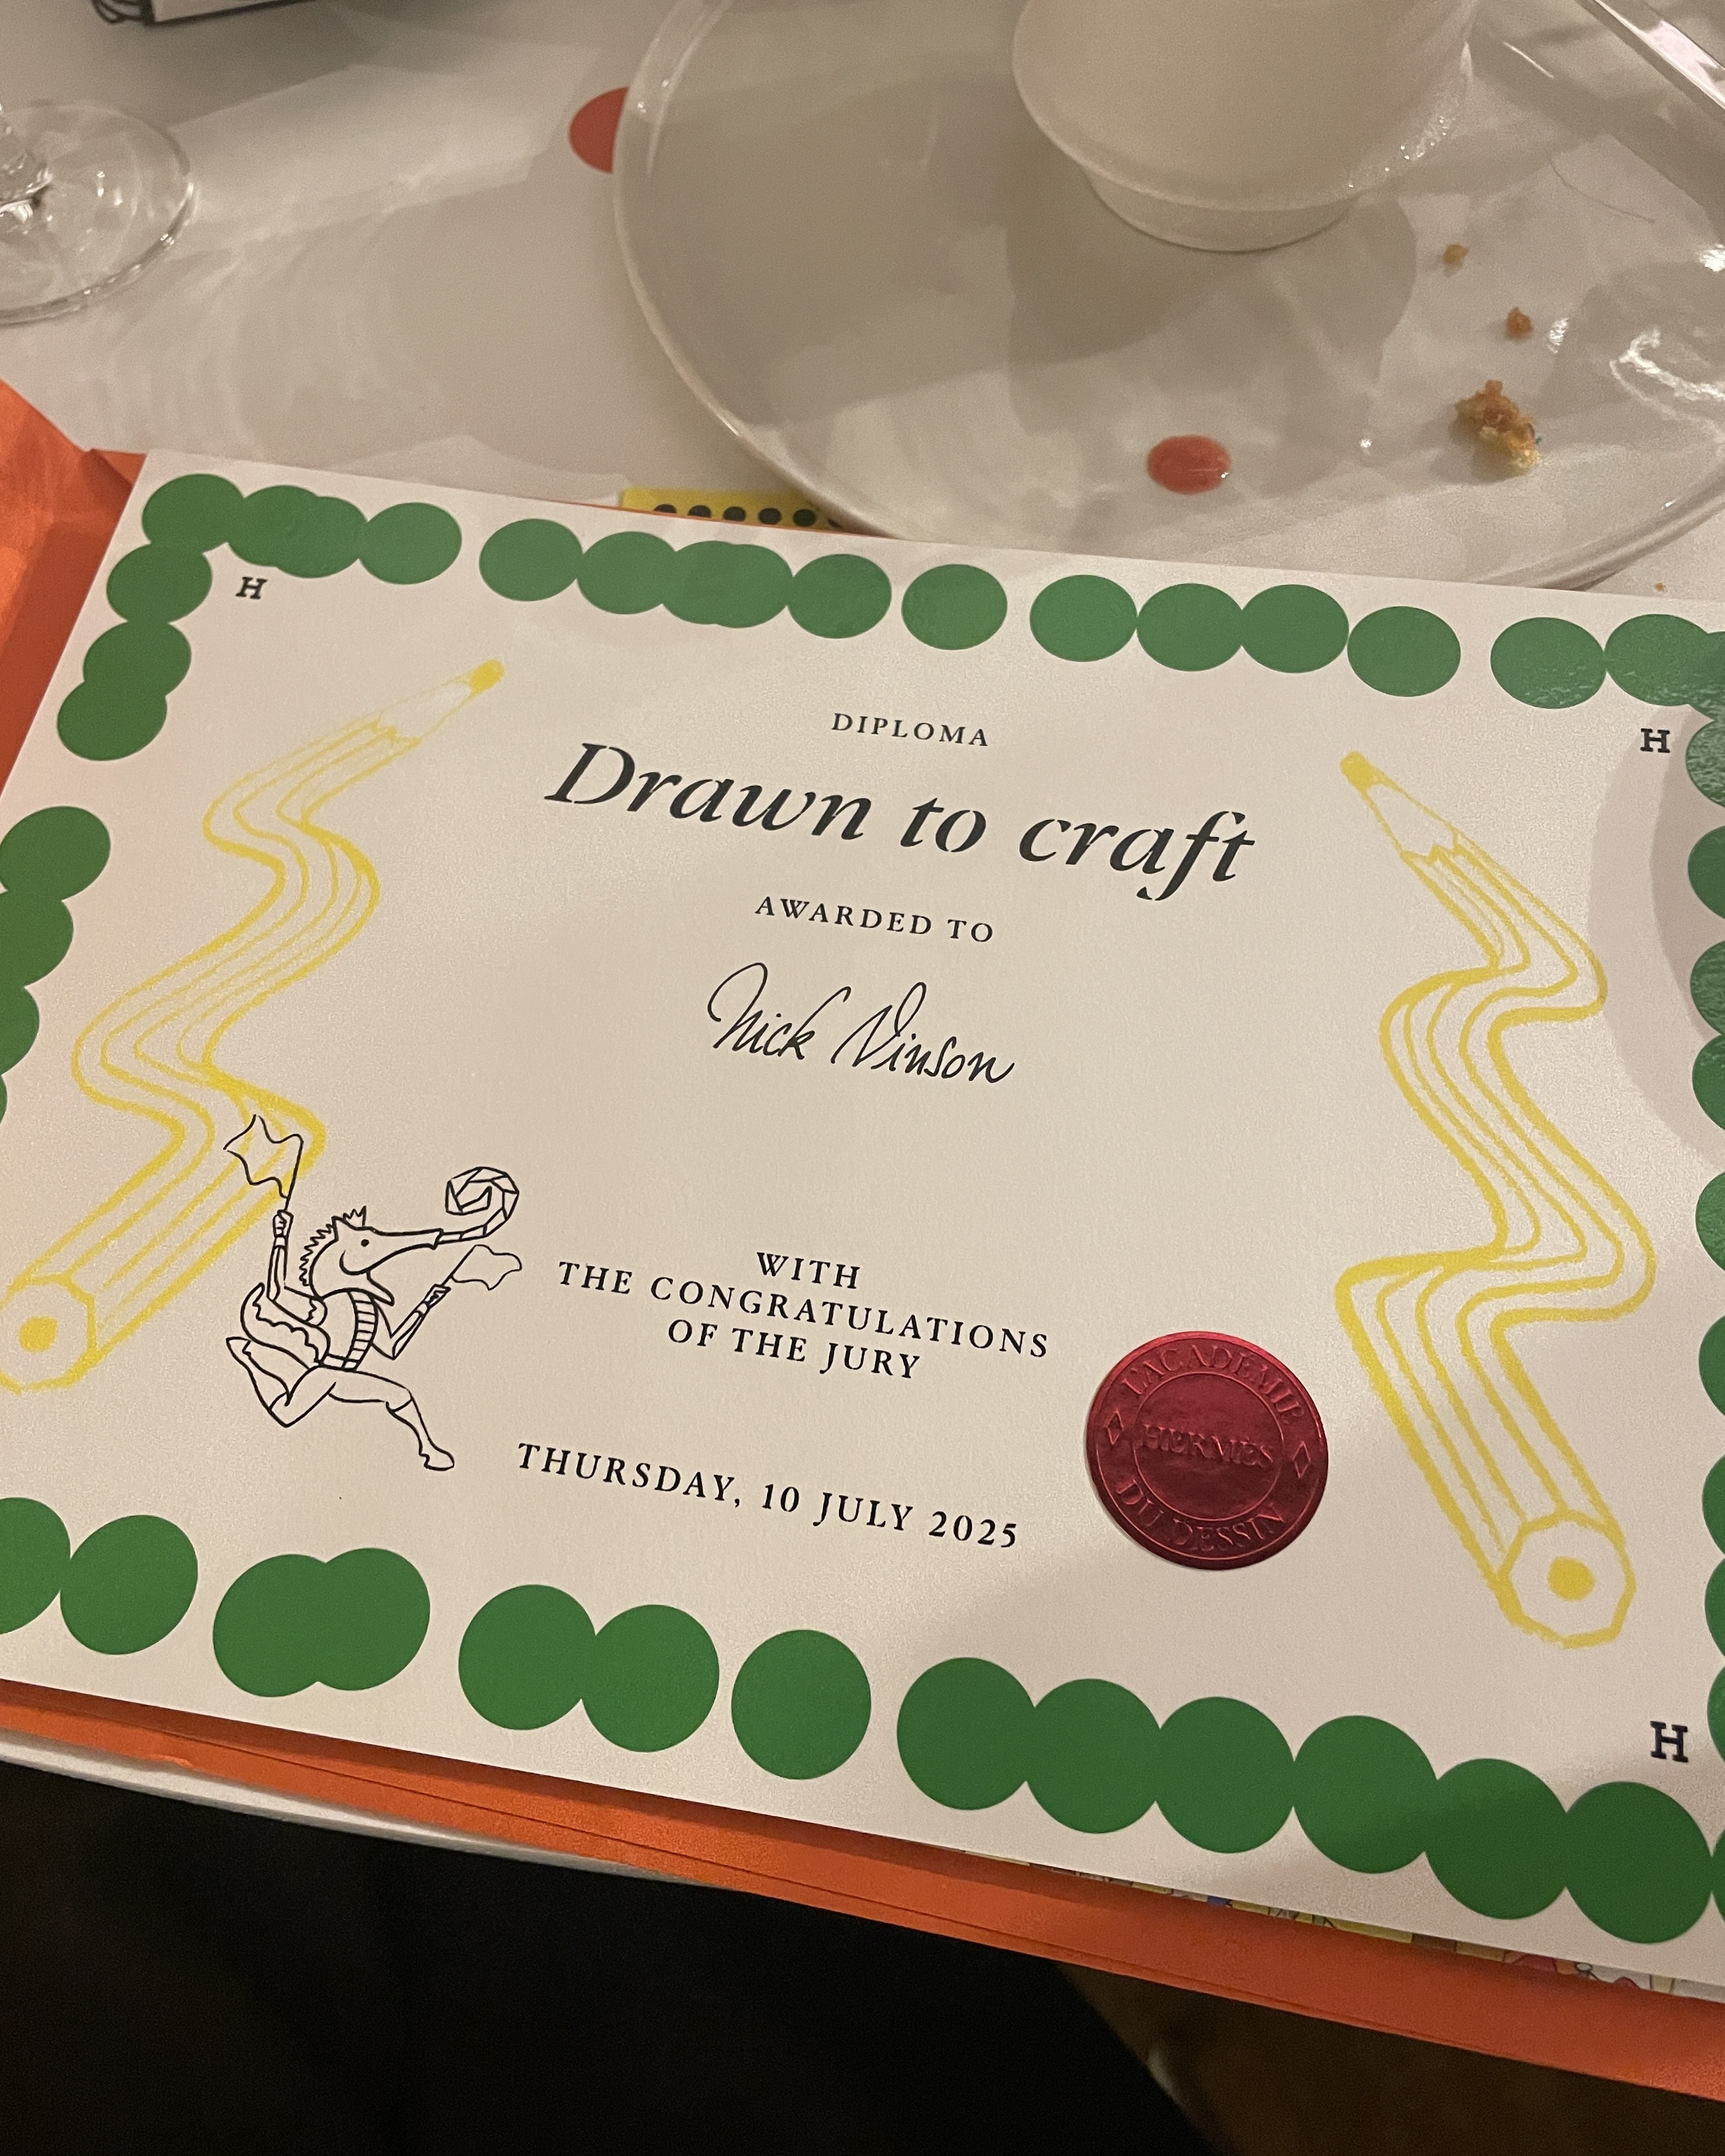 H
H
DIPLOMA
Drawn to craft
AWARDED TO
Nick Vinson
WITH
THE CONGRATULATIONS
OF THE JURY
L'ACADÉMIE
HERMÈS
DU DESSIN
THURSDAY, 10 JULY 2025
H